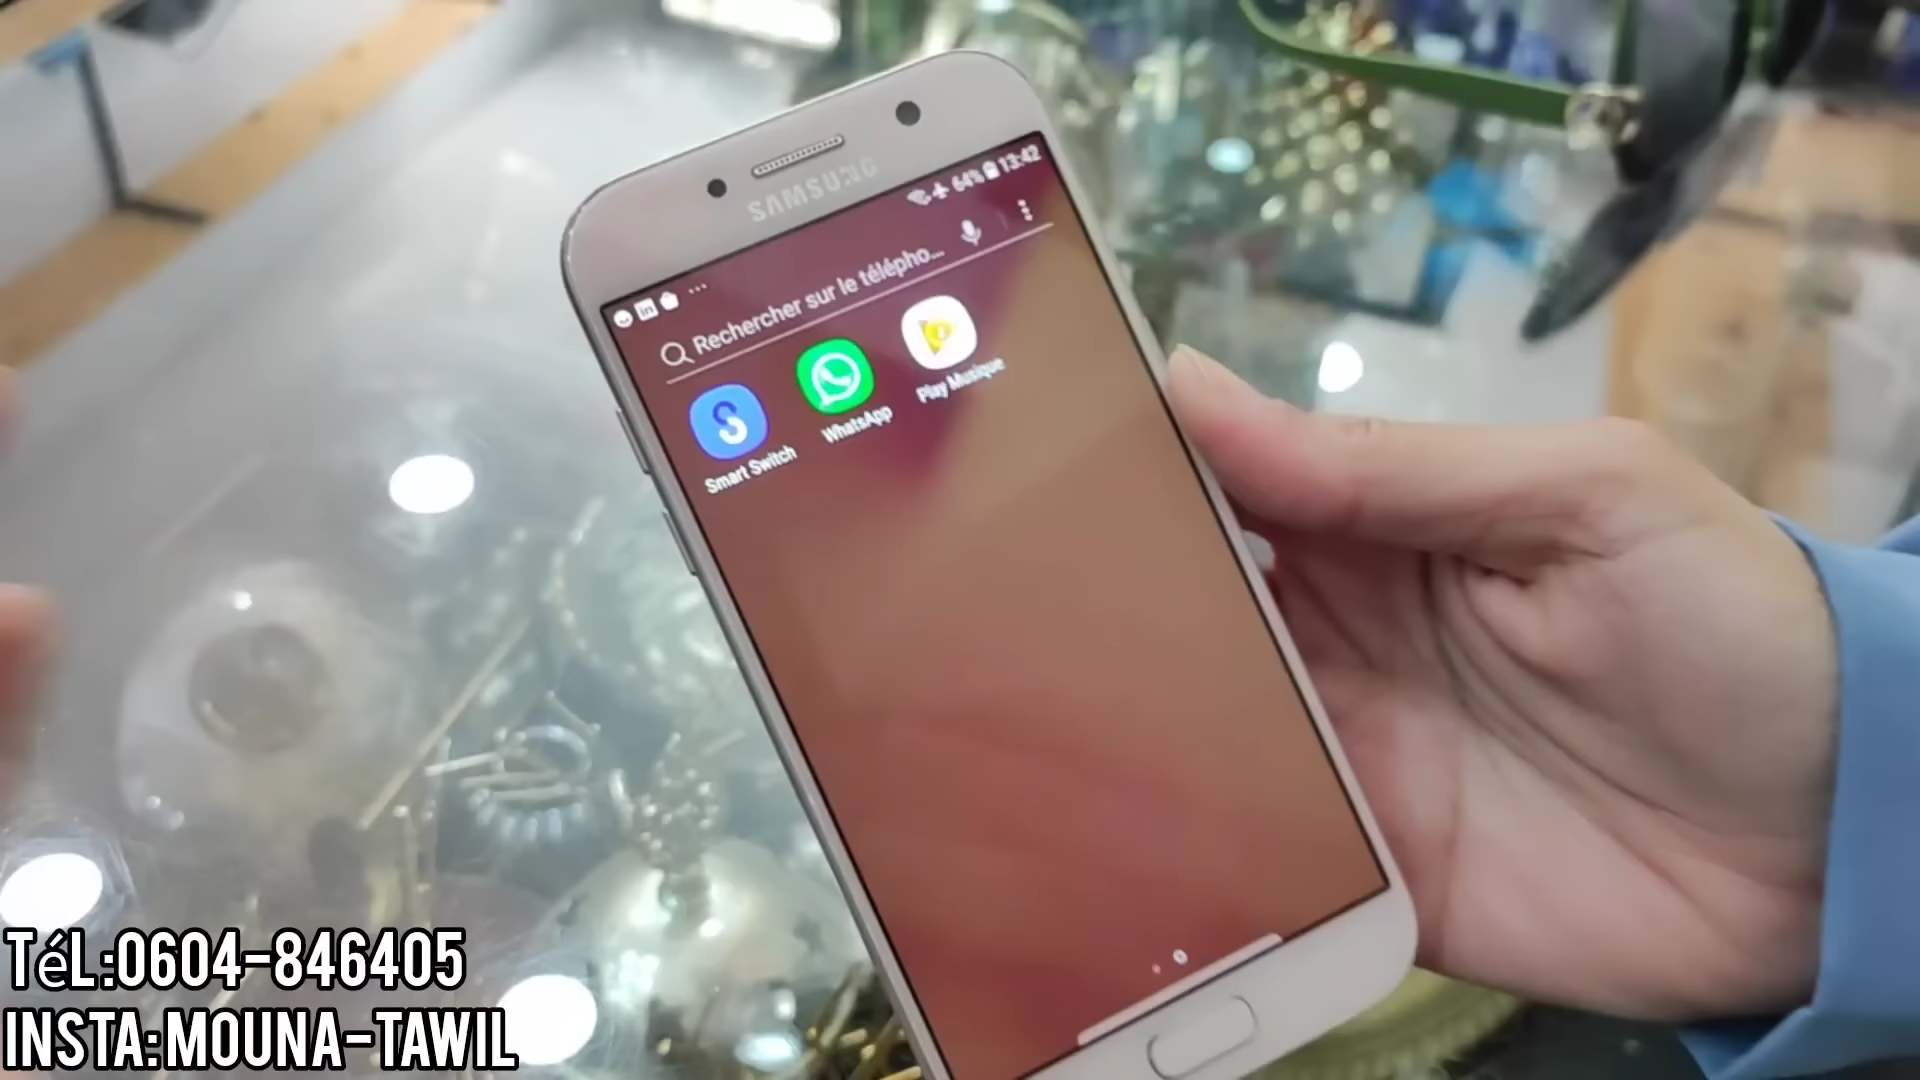 SAMSUNG
64% 13:42
Rechercher sur le télépho...
Smart Switch
WhatsApp
Play Musique
TéL:0604-846405
INSTA:MOUNA-TAWIL